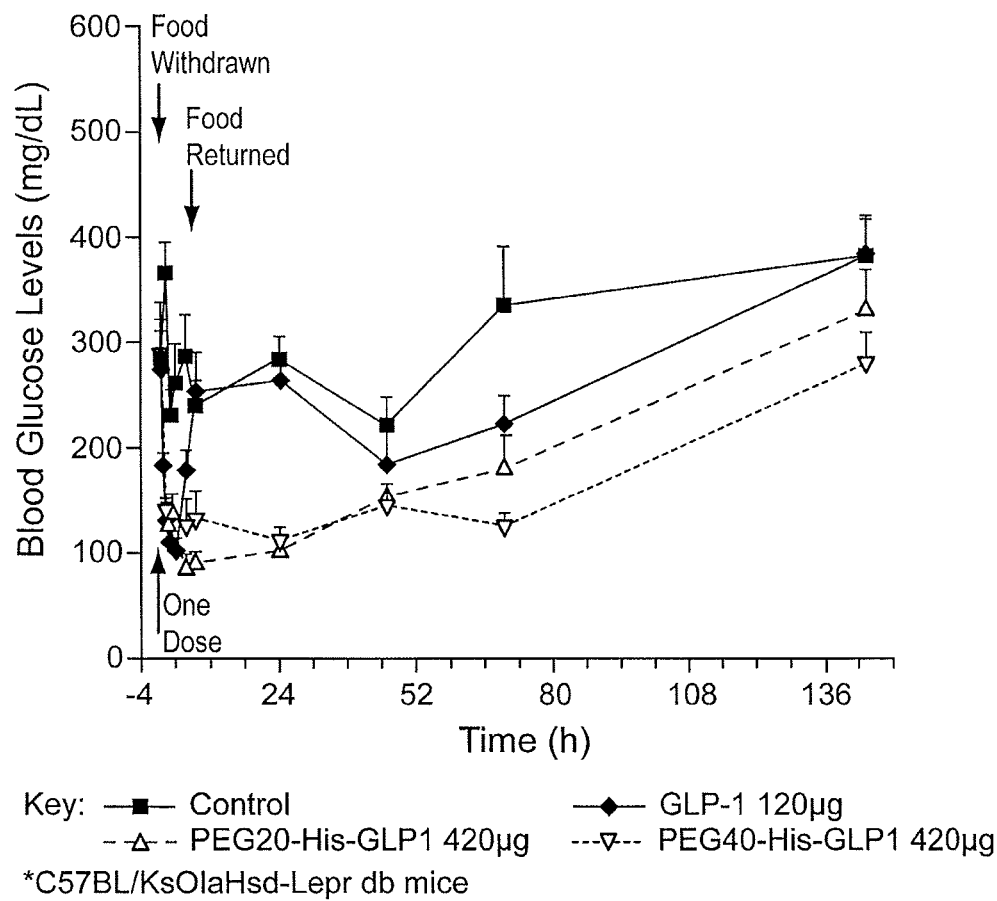 600
Food
Withdrawn
500
Food
Returned
400
300
200
100
0
One
Dose
Blood Glucose Levels (mg/dL)
-4 24 52 80 108 136
Time (h)
Key: Control GLP-1 120µg
PEG20-His-GLP1 420µg PEG40-His-GLP1 420µg
*C57BL/KsOlaHsd-Lepr db mice